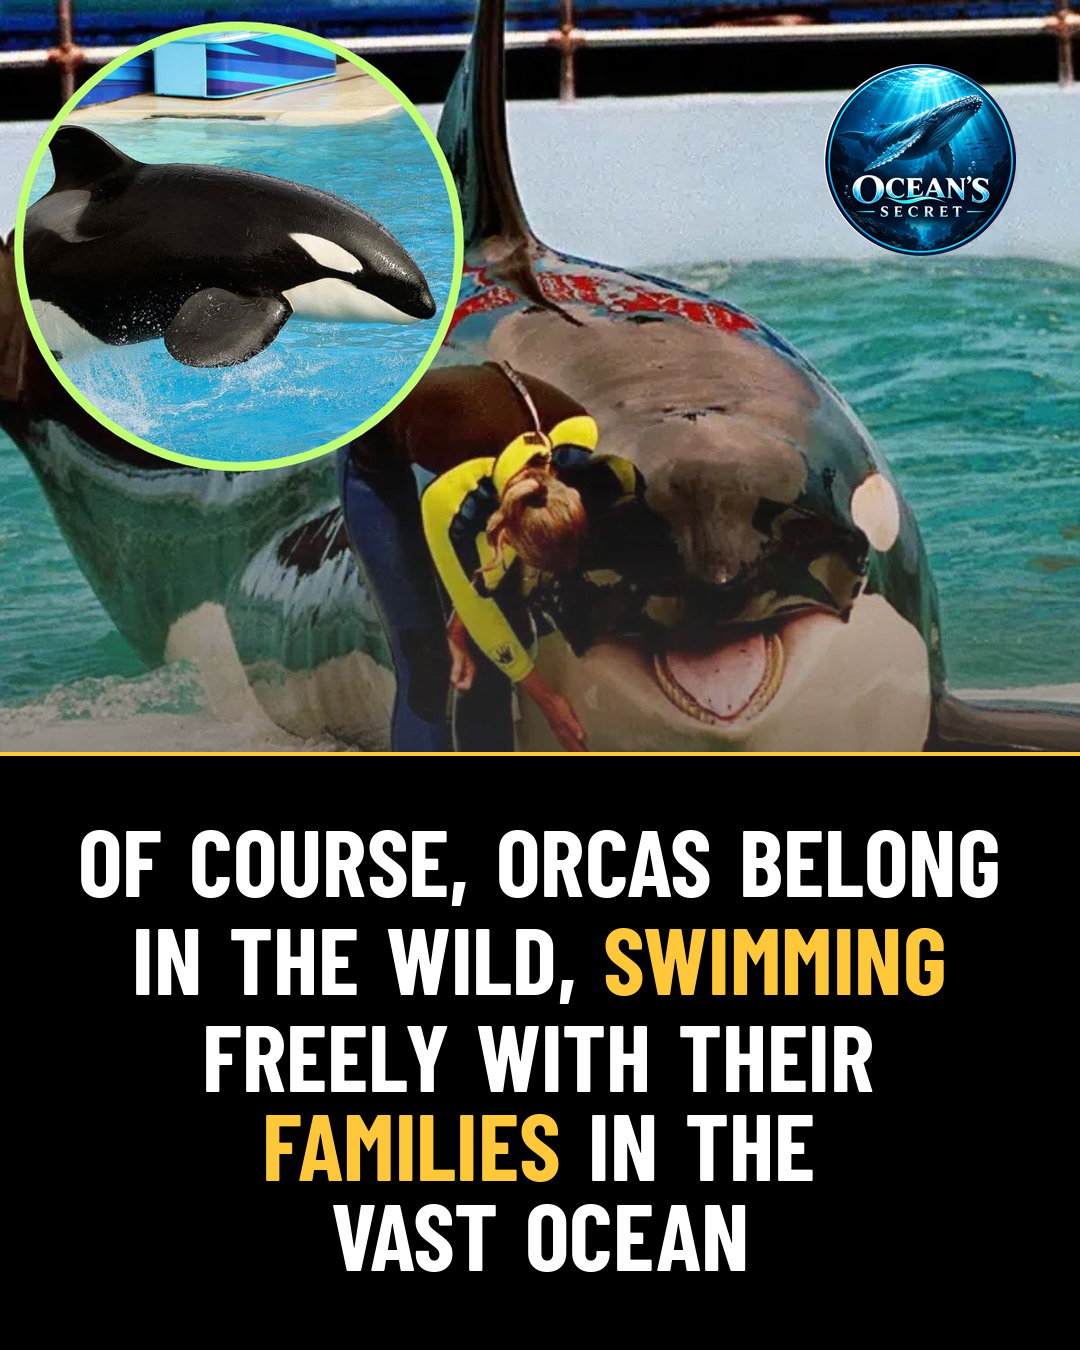 OCEAN'S
SECRET
OF COURSE, ORCAS BELONG
IN THE WILD, SWIMMING
FREELY WITH THEIR
FAMILIES IN THE
VAST OCEAN